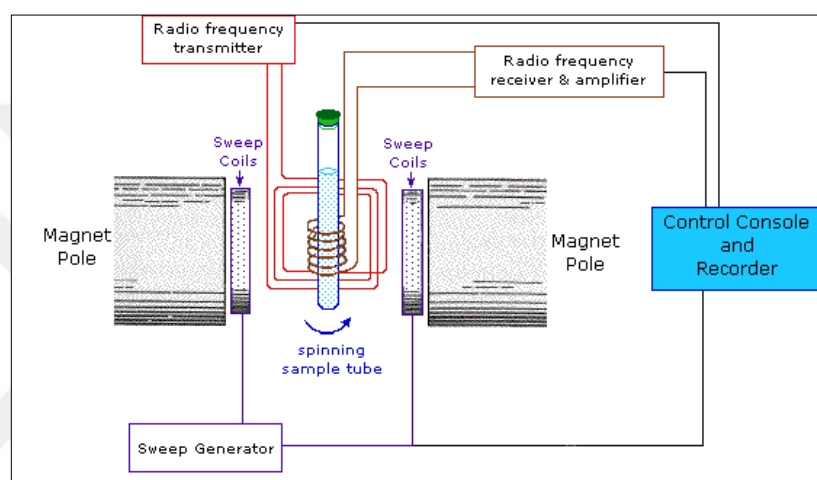 Radio frequency
transmitter
Radio frequency
receiver & amplifier
Sweep
Coils
Sweep
Coils
Magnet
Pole
Magnet
Pole
Control Console
and
Recorder
spinning
sample tube
Sweep Generator